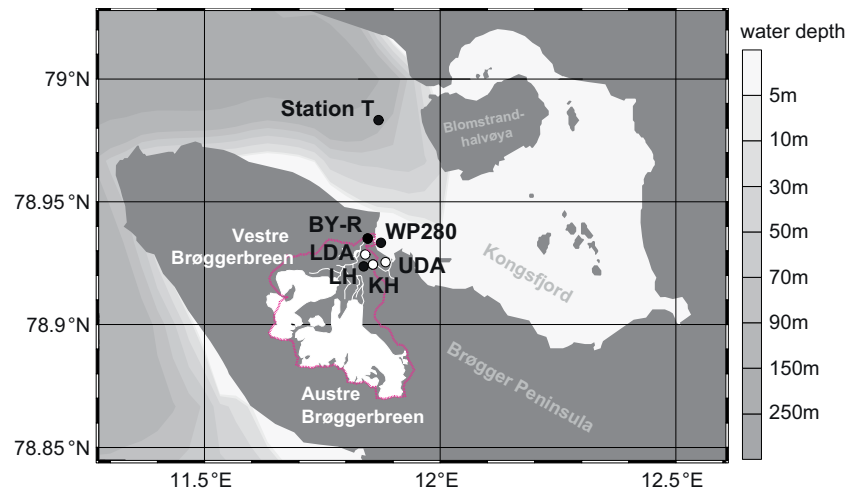 water depth
79°N
78.95°N
78.9°N
78.85°N
11.5°E
12°E
12.5°E
5m
10m
30m
50m
70m
90m
150m
250m
Station T
Blomstrand-
halvøya
BY-R
WP280
Vestre
Brøggerbreen
LDA
UDA
LH
KH
Kongsfjord
Brøgger Peninsula
Austre
Brøggerbreen